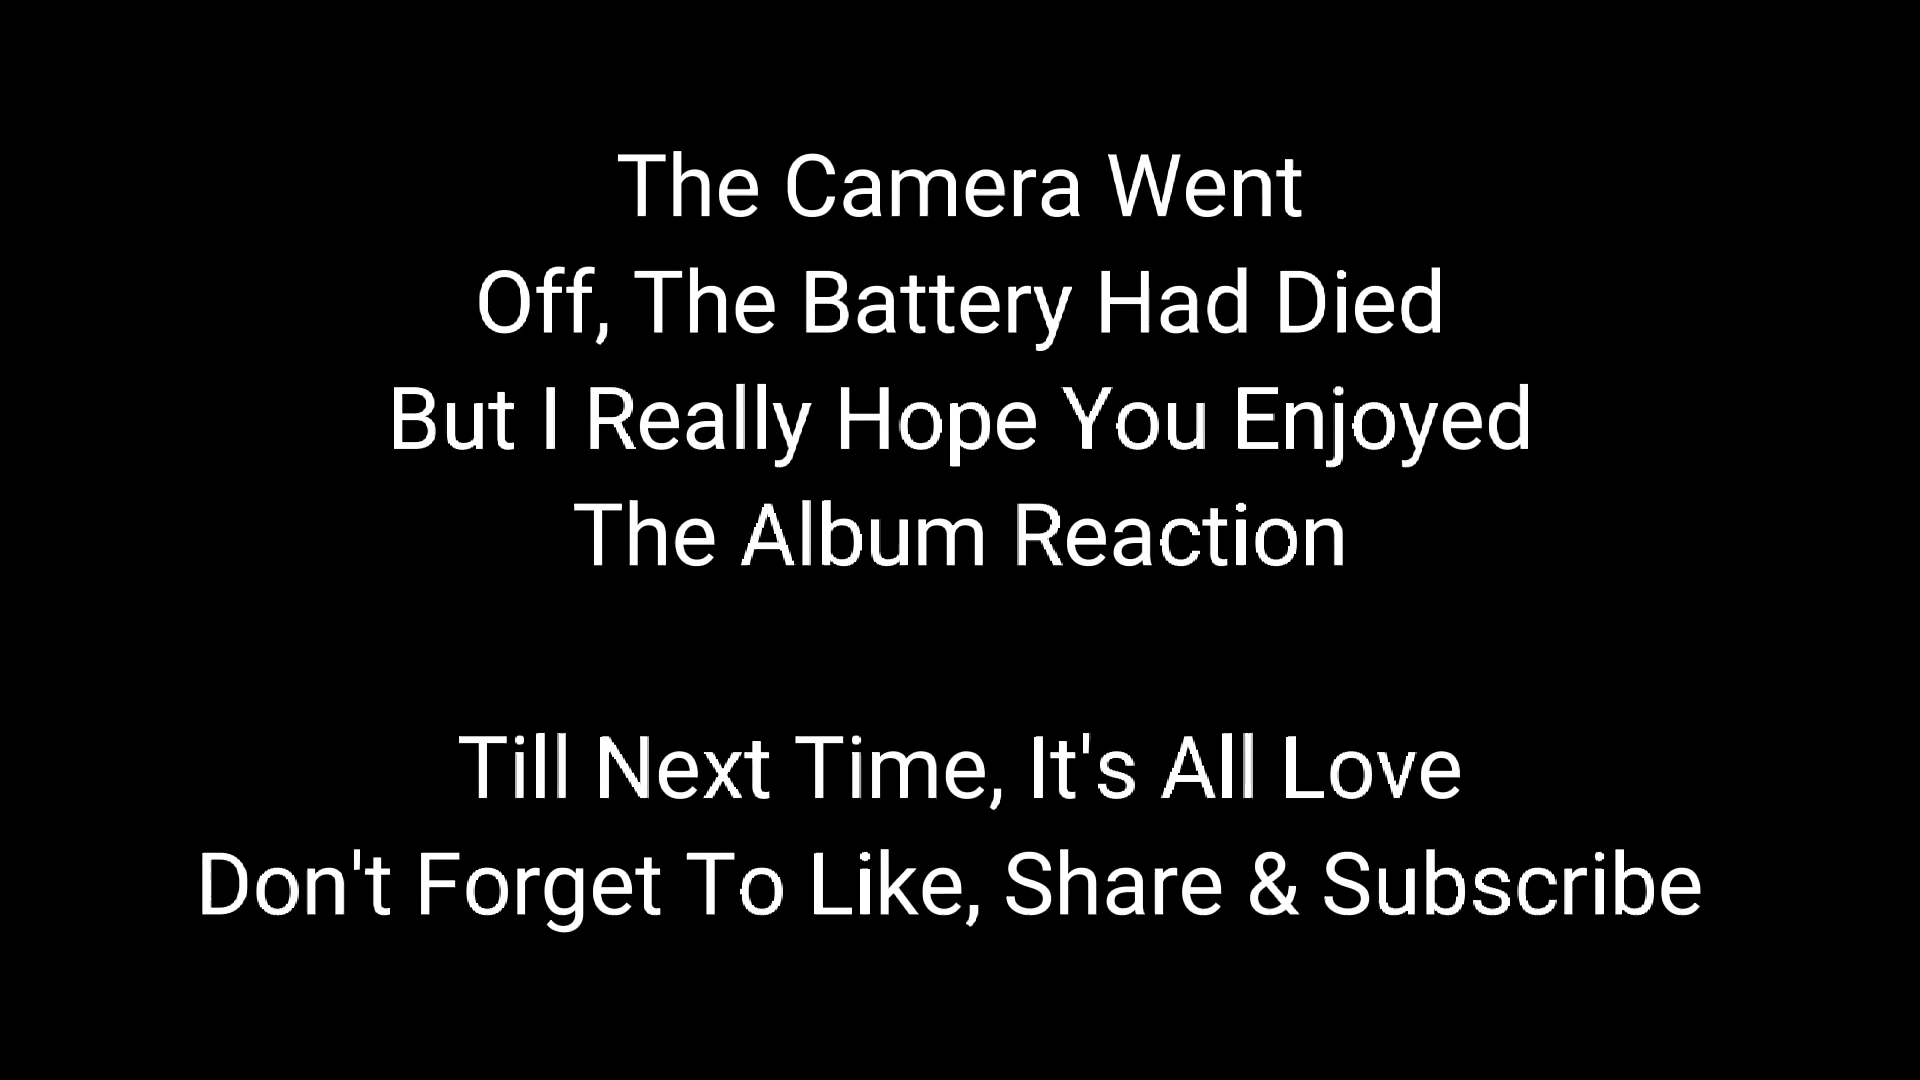 The Camera Went
Off, The Battery Had Died
But I Really Hope You Enjoyed
The Album Reaction
Till Next Time, It's All Love
Don't Forget To Like, Share & Subscribe